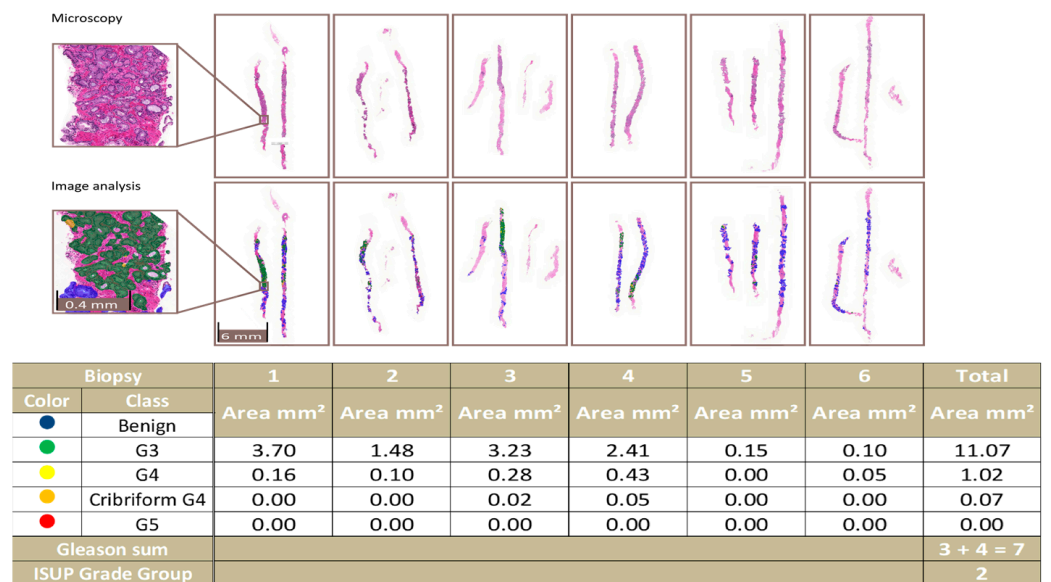 Microscopy
Image analysis
0.4 mm
6 mm
Biopsy 1 2 3 4 5 6 Total
Color Class Area mm² Area mm² Area mm² Area mm² Area mm² Area mm² Area mm²
Benign
G3 3.70 1.48 3.23 2.41 0.15 0.10 11.07
G4 0.16 0.10 0.28 0.43 0.00 0.05 1.02
Cribriform G4 0.00 0.00 0.02 0.05 0.00 0.00 0.07
G5 0.00 0.00 0.00 0.00 0.00 0.00 0.00
Gleason sum 3 + 4 = 7
ISUP Grade Group 2